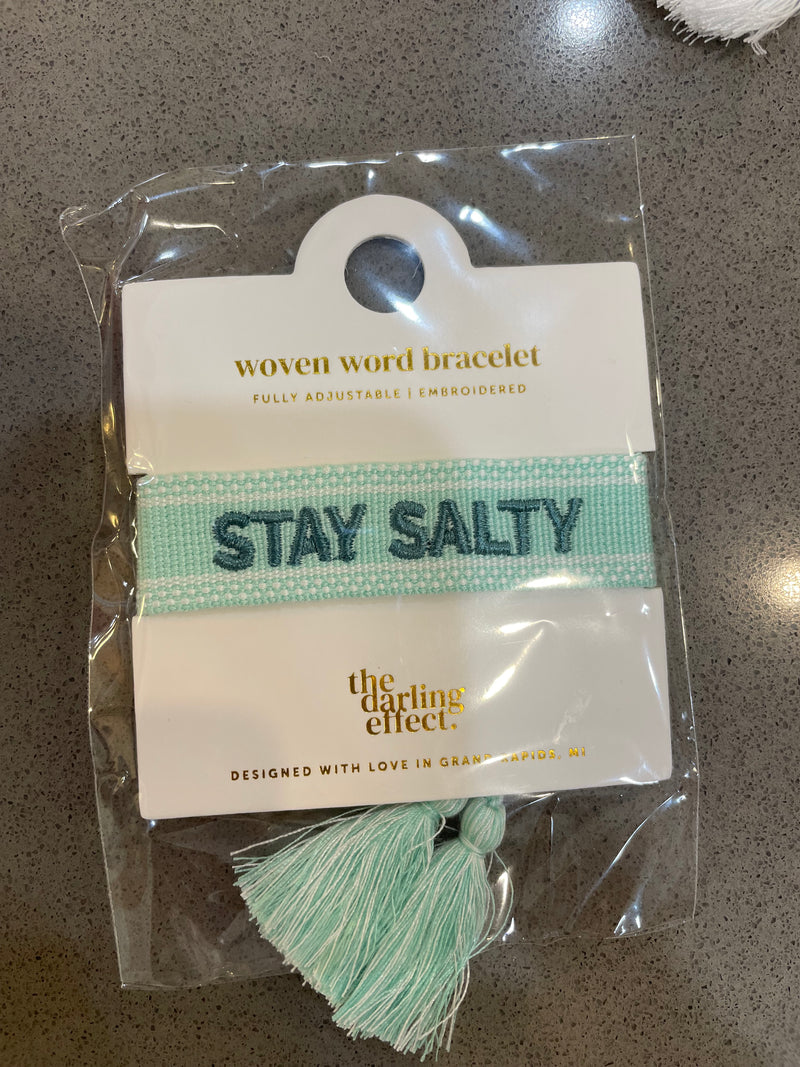 woven word bracelet
FULLY ADJUSTABLE | EMBROIDERED
STAY SALTY
the
darling
effect.
DESIGNED WITH LOVE IN GRAND RAPIDS, MI